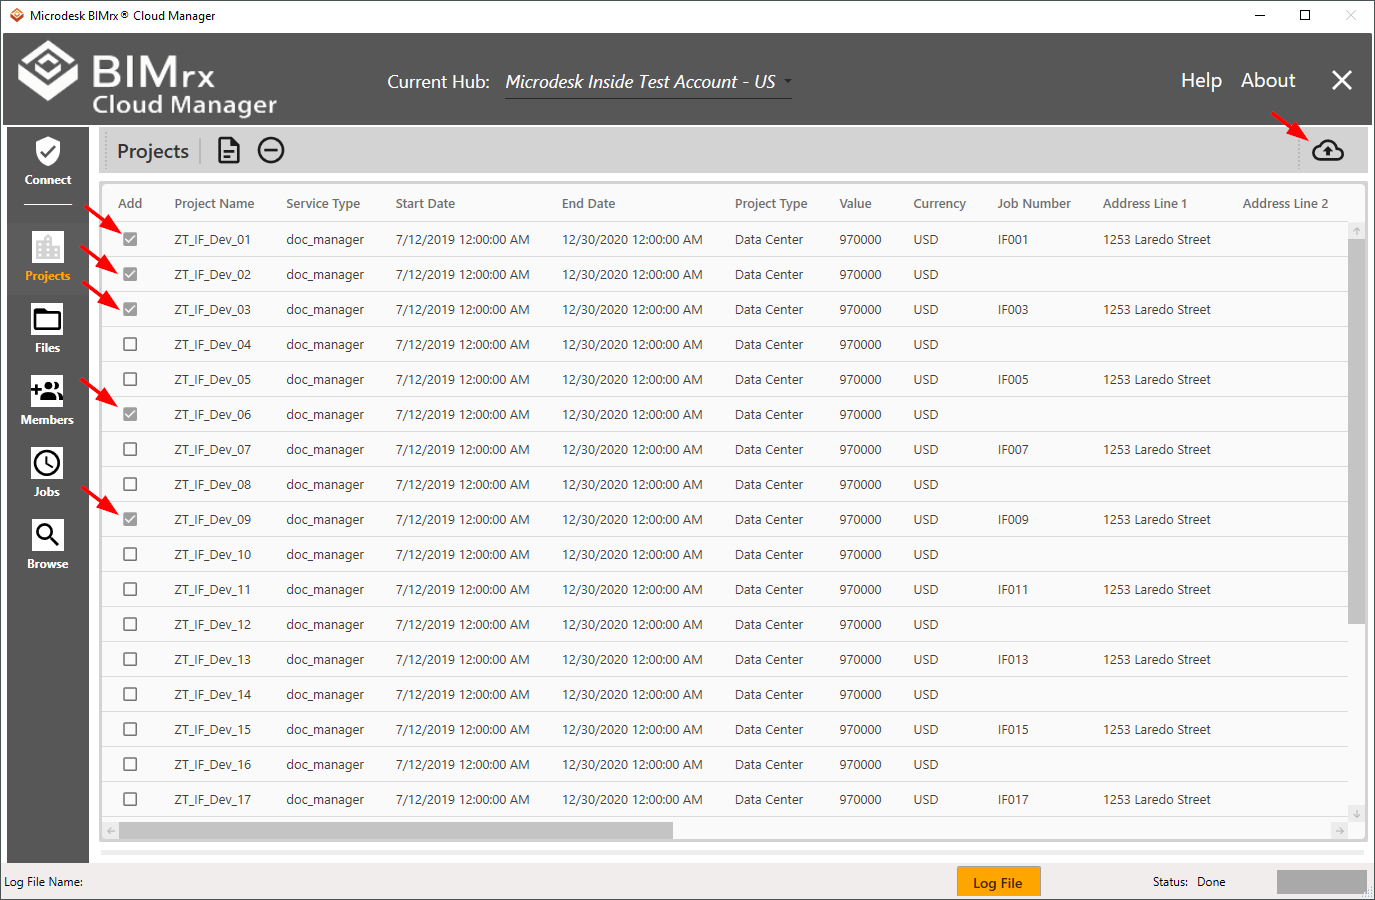 Microdesk BIMrx® Cloud Manager
BIMrx
Cloud Manager
Current Hub: Microdesk Inside Test Account - US
Help About
Connect
Projects
Files
Members
Jobs
Browse
Projects
Add Project Name Service Type Start Date End Date Project Type Value Currency Job Number Address Line 1 Address Line 2
ZT_IF_Dev_01 doc_manager 7/12/2019 12:00:00 AM 12/30/2020 12:00:00 AM Data Center 970000 USD IF001 1253 Laredo Street
ZT_IF_Dev_02 doc_manager 7/12/2019 12:00:00 AM 12/30/2020 12:00:00 AM Data Center 970000 USD
ZT_IF_Dev_03 doc_manager 7/12/2019 12:00:00 AM 12/30/2020 12:00:00 AM Data Center 970000 USD IF003 1253 Laredo Street
ZT_IF_Dev_04 doc_manager 7/12/2019 12:00:00 AM 12/30/2020 12:00:00 AM Data Center 970000 USD
ZT_IF_Dev_05 doc_manager 7/12/2019 12:00:00 AM 12/30/2020 12:00:00 AM Data Center 970000 USD IF005 1253 Laredo Street
ZT_IF_Dev_06 doc_manager 7/12/2019 12:00:00 AM 12/30/2020 12:00:00 AM Data Center 970000 USD
ZT_IF_Dev_07 doc_manager 7/12/2019 12:00:00 AM 12/30/2020 12:00:00 AM Data Center 970000 USD IF007 1253 Laredo Street
ZT_IF_Dev_08 doc_manager 7/12/2019 12:00:00 AM 12/30/2020 12:00:00 AM Data Center 970000 USD
ZT_IF_Dev_09 doc_manager 7/12/2019 12:00:00 AM 12/30/2020 12:00:00 AM Data Center 970000 USD IF009 1253 Laredo Street
ZT_IF_Dev_10 doc_manager 7/12/2019 12:00:00 AM 12/30/2020 12:00:00 AM Data Center 970000 USD
ZT_IF_Dev_11 doc_manager 7/12/2019 12:00:00 AM 12/30/2020 12:00:00 AM Data Center 970000 USD IF011 1253 Laredo Street
ZT_IF_Dev_12 doc_manager 7/12/2019 12:00:00 AM 12/30/2020 12:00:00 AM Data Center 970000 USD
ZT_IF_Dev_13 doc_manager 7/12/2019 12:00:00 AM 12/30/2020 12:00:00 AM Data Center 970000 USD IF013 1253 Laredo Street
ZT_IF_Dev_14 doc_manager 7/12/2019 12:00:00 AM 12/30/2020 12:00:00 AM Data Center 970000 USD
ZT_IF_Dev_15 doc_manager 7/12/2019 12:00:00 AM 12/30/2020 12:00:00 AM Data Center 970000 USD IF015 1253 Laredo Street
ZT_IF_Dev_16 doc_manager 7/12/2019 12:00:00 AM 12/30/2020 12:00:00 AM Data Center 970000 USD
ZT_IF_Dev_17 doc_manager 7/12/2019 12:00:00 AM 12/30/2020 12:00:00 AM Data Center 970000 USD IF017 1253 Laredo Street
Log File Name: Log File Status: Done